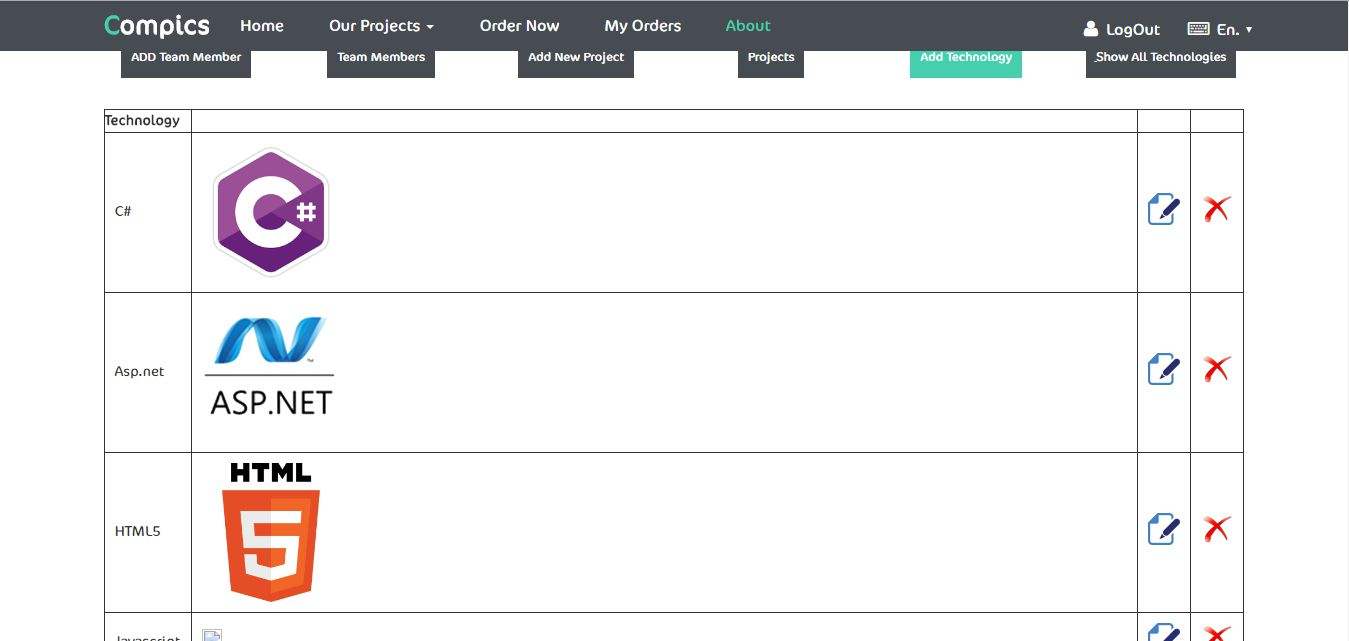 Compics Home Our Projects Order Now My Orders About LogOut En.
ADD Team Member Team Members Add New Project Projects Add Technology Show All Technologies
Technology
C#
C#
Asp.net
ASP.NET
HTML
HTML5
5
Javascript